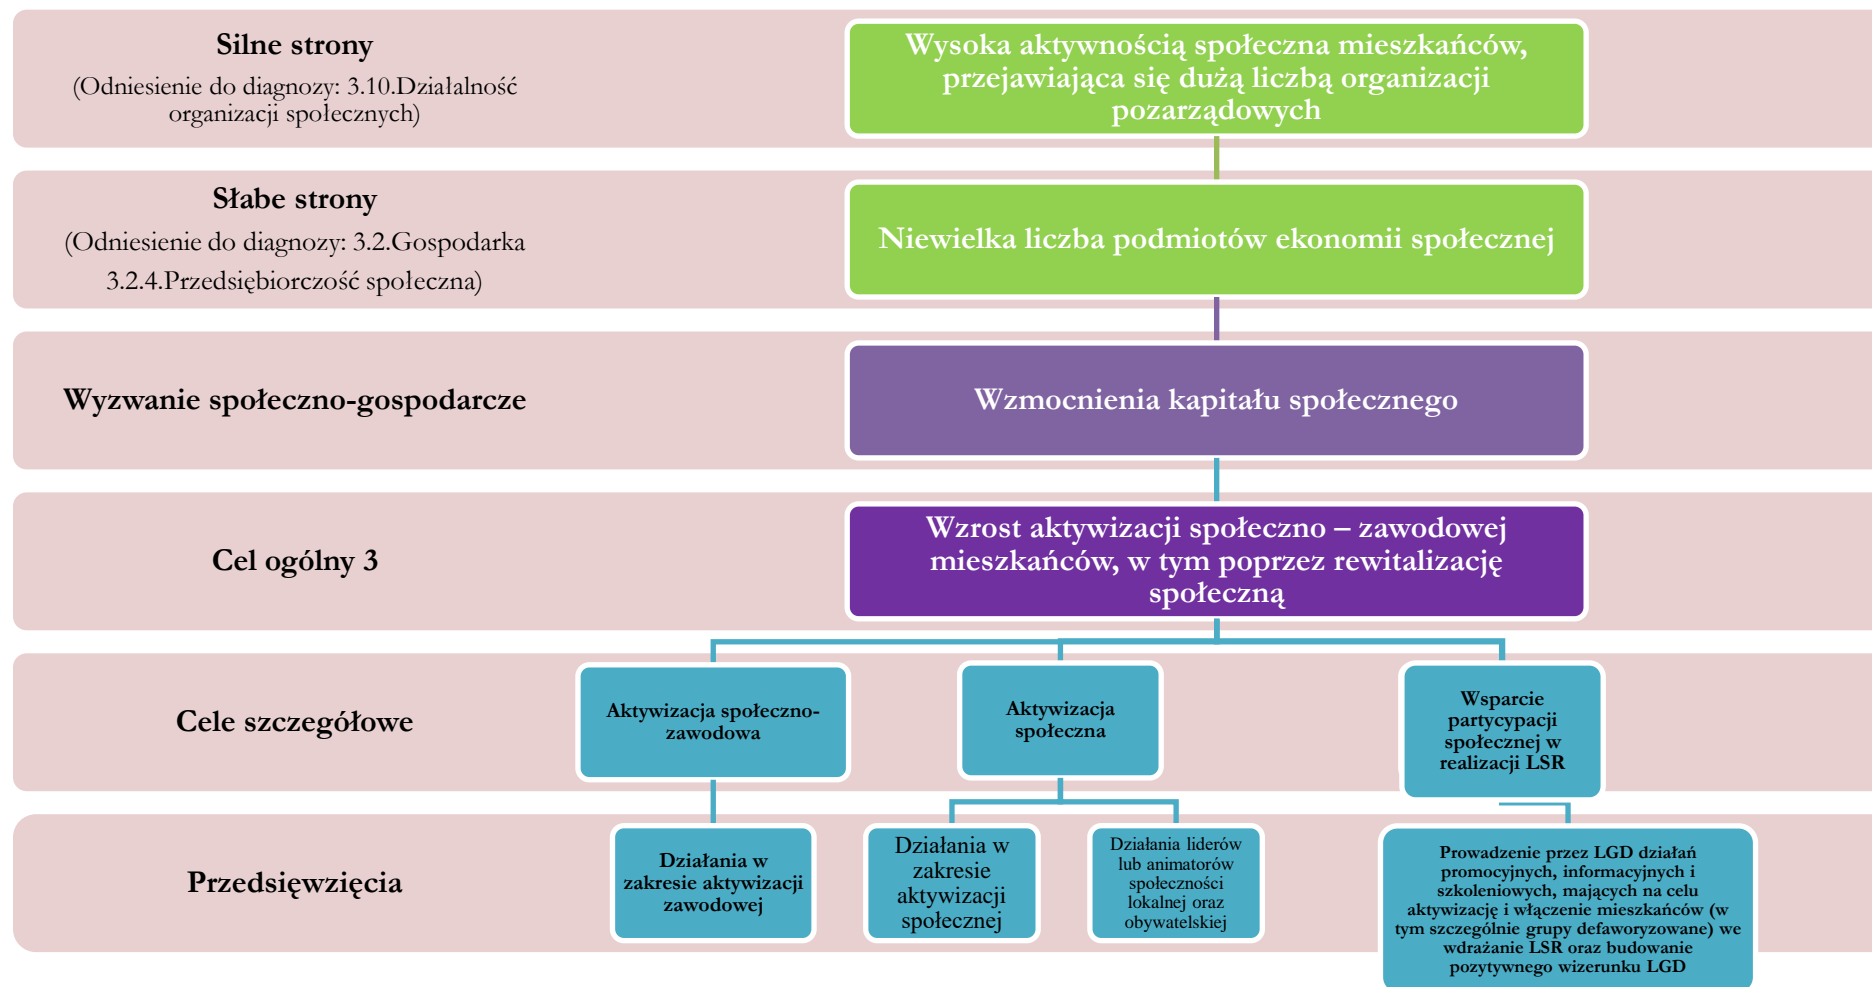 Silne strony
(Odniesienie do diagnozy: 3.10.Działalność
organizacji społecznych)
Wysoka aktywnością społeczna mieszkańców,
przejawiająca się dużą liczbą organizacji
pozarządowych
Słabe strony
(Odniesienie do diagnozy: 3.2.Gospodarka
3.2.4.Przedsiębiorczość społeczna)
Niewielka liczba podmiotów ekonomii społecznej
Wyzwanie społeczno-gospodarcze
Wzmocnienia kapitału społecznego
Cel ogólny 3
Wzrost aktywizacji społeczno – zawodowej
mieszkańców, w tym poprzez rewitalizację
społeczną
Cele szczegółowe
Aktywizacja społeczno-
zawodowa
Aktywizacja
społeczna
Wsparcie
partycypacji
społecznej w
realizacji LSR
Przedsięwzięcia
Działania w
zakresie aktywizacji
zawodowej
Działania w
zakresie
aktywizacji
społecznej
Działania liderów
lub animatorów
społeczności
lokalnej oraz
obywatelskiej
Prowadzenie przez LGD działań
promocyjnych, informacyjnych i
szkoleniowych, mających na celu
aktywizację i włączenie mieszkańców (w
tym szczególnie grupy defaworyzowane) we
wdrażanie LSR oraz budowanie
pozytywnego wizerunku LGD